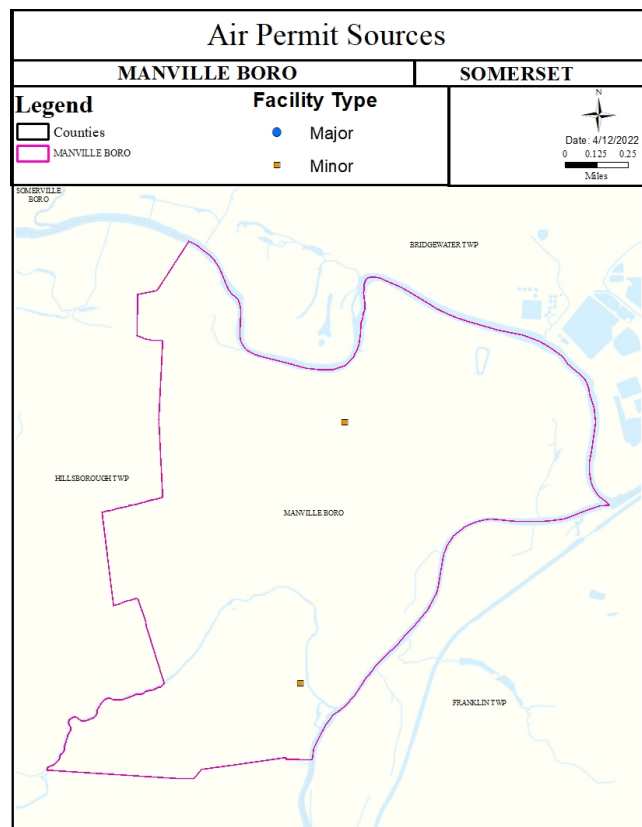 Air Permit Sources
MANVILLE BORO
SOMERSET
Legend
Counties
MANVILLE BORO
Facility Type
Major
Minor
N
Date: 4/12/2022
0 0.125 0.25
Miles
SOMERVILLE
BORO
BRIDGEWATER TWP
HILLSBOROUGH TWP
MANVILLE BORO
FRANKLIN TWP